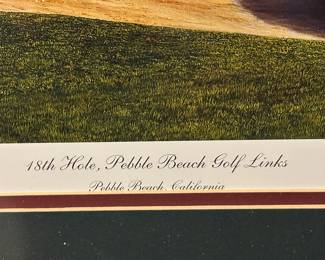 18th Hole, Pebble Beach Golf Links
Pebble Beach, California